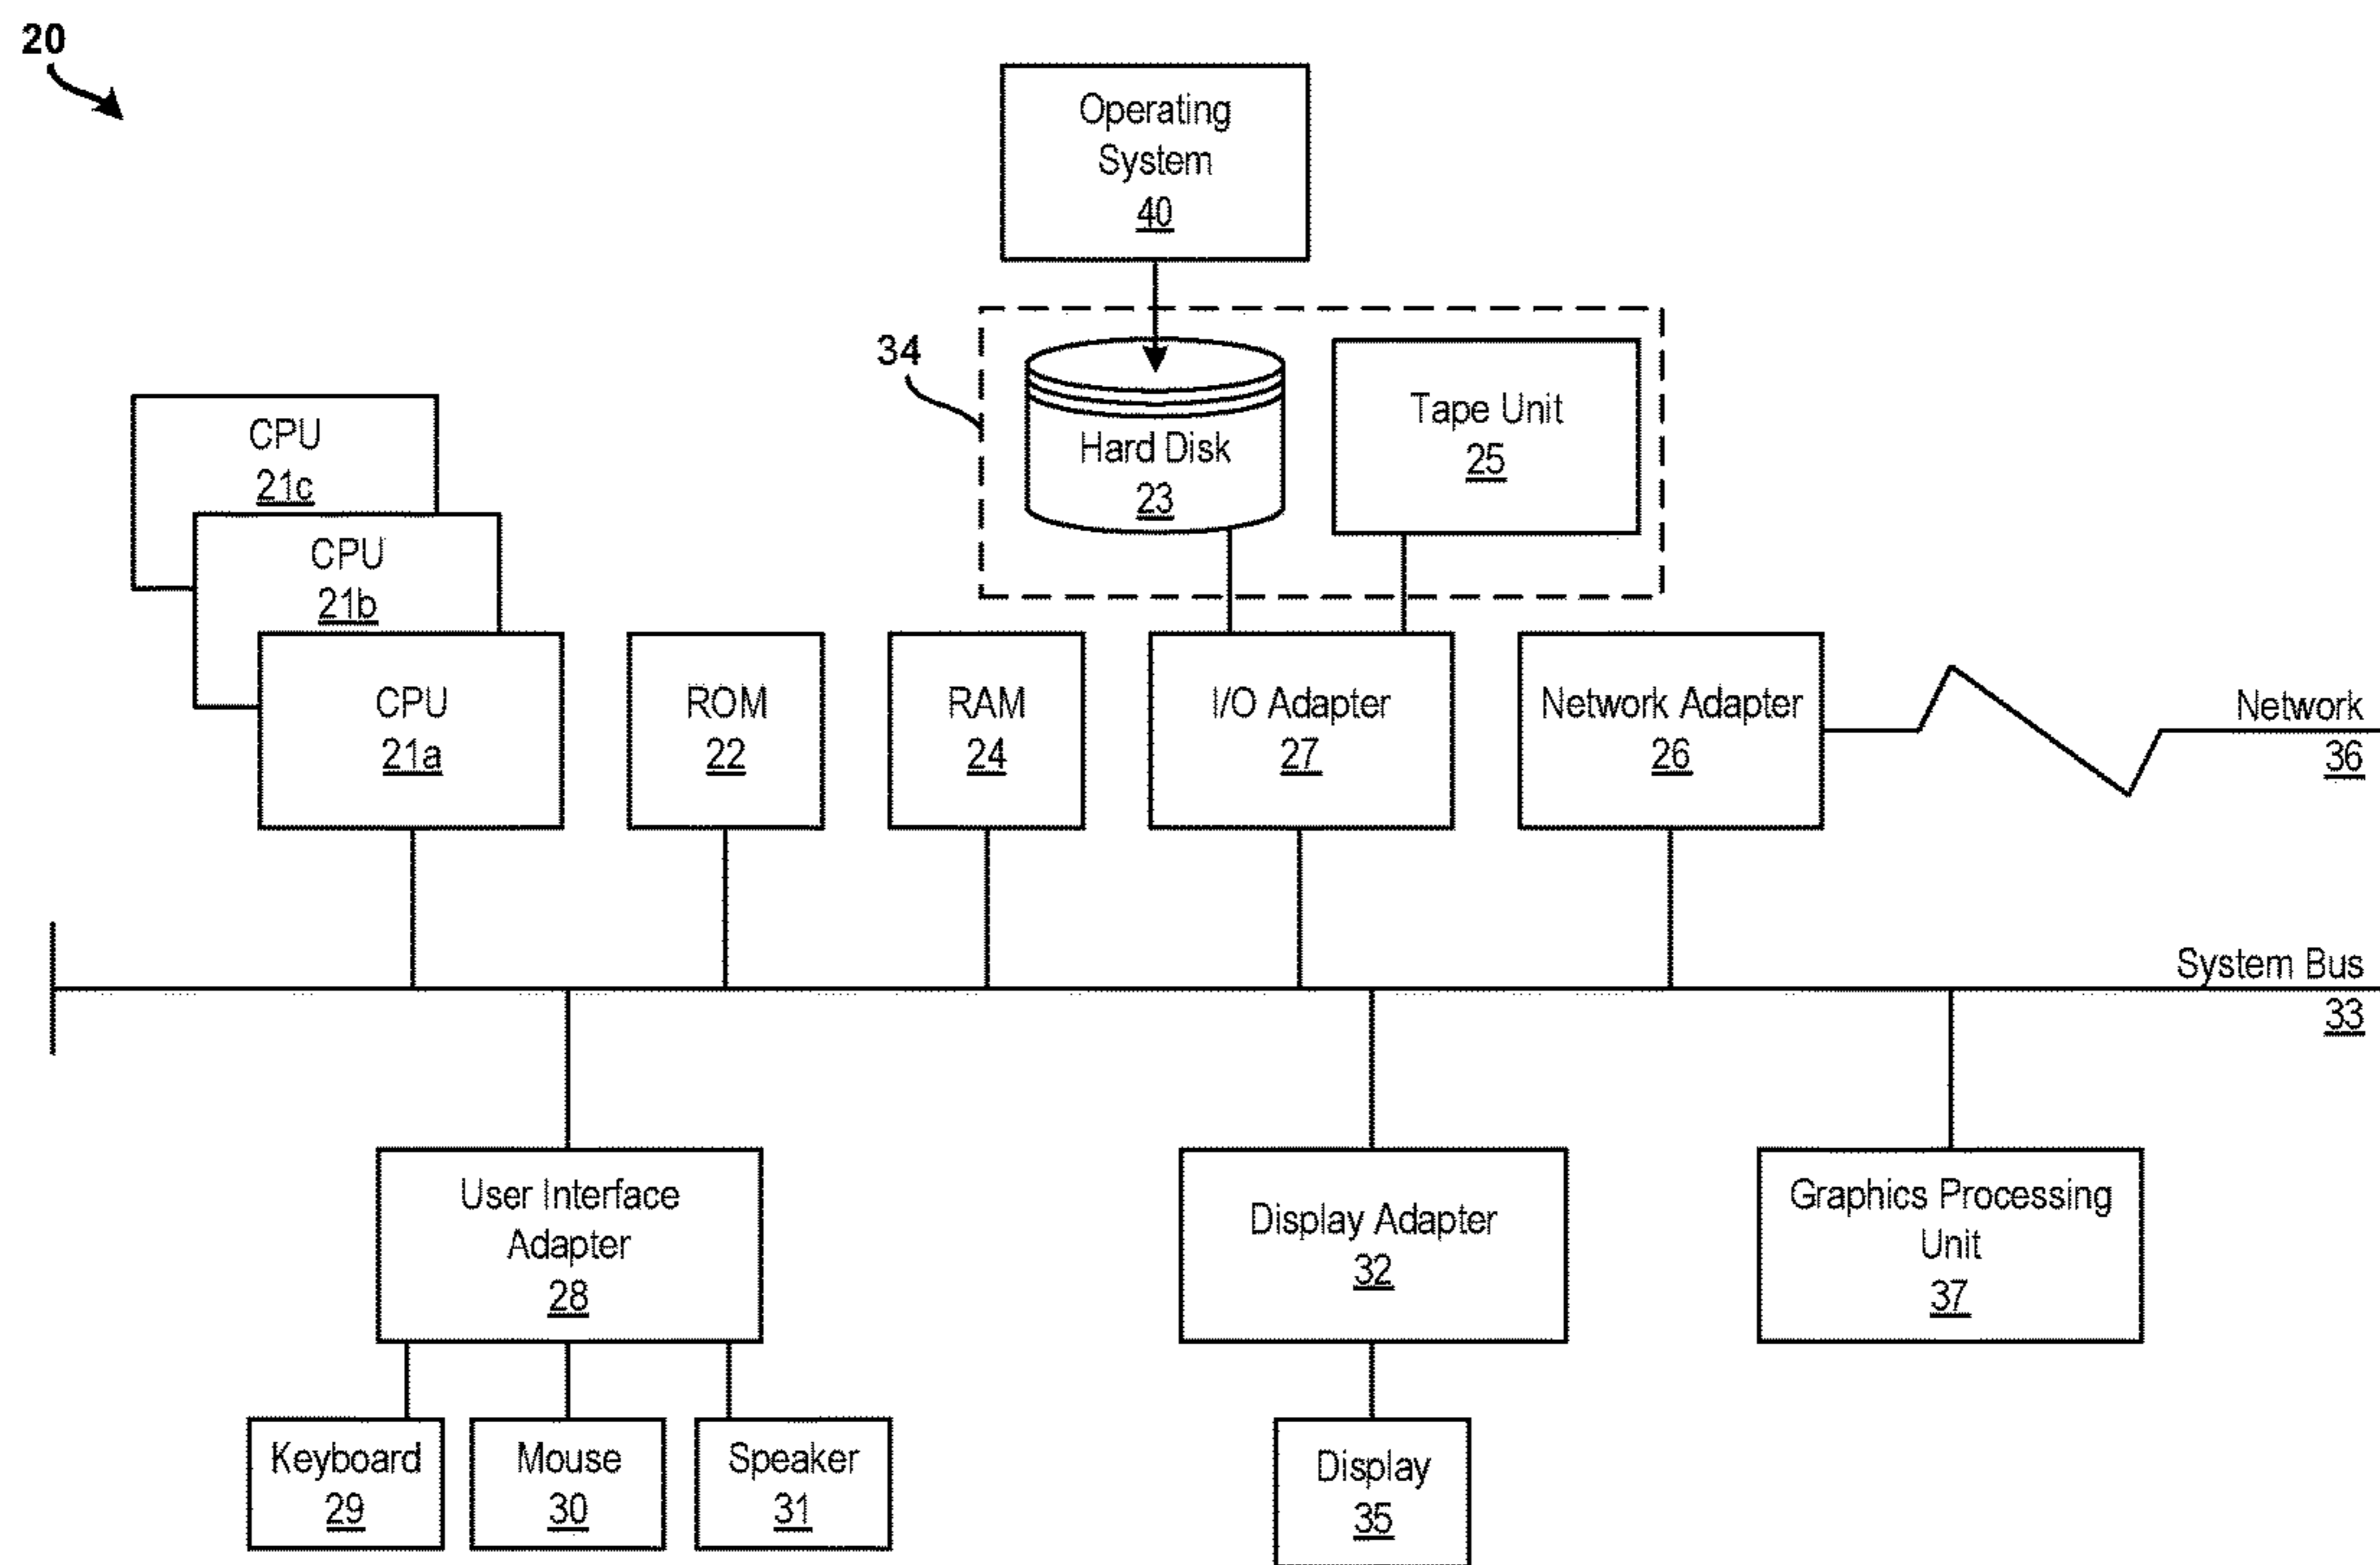 20
Operating
System
40
34
Hard Disk
23
Tape Unit
25
CPU
21c
CPU
21b
CPU
21a
ROM
22
RAM
24
I/O Adapter
27
Network Adapter
26
Network
36
System Bus
33
User Interface
Adapter
28
Display Adapter
32
Graphics Processing
Unit
37
Keyboard
29
Mouse
30
Speaker
31
Display
35